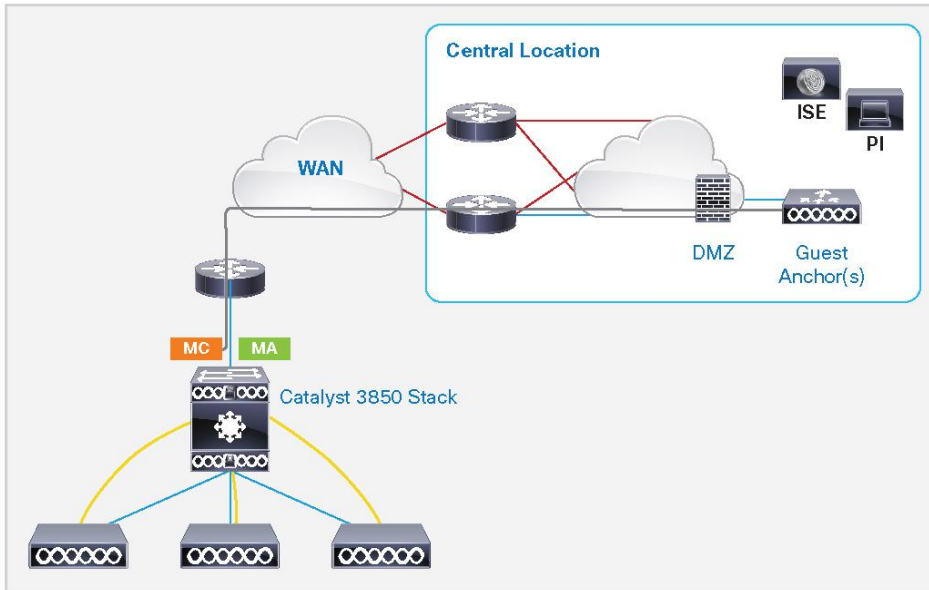 Central Location
ISE
PI
WAN
DMZ
Guest
Anchor(s)
MC
MA
Catalyst 3850 Stack